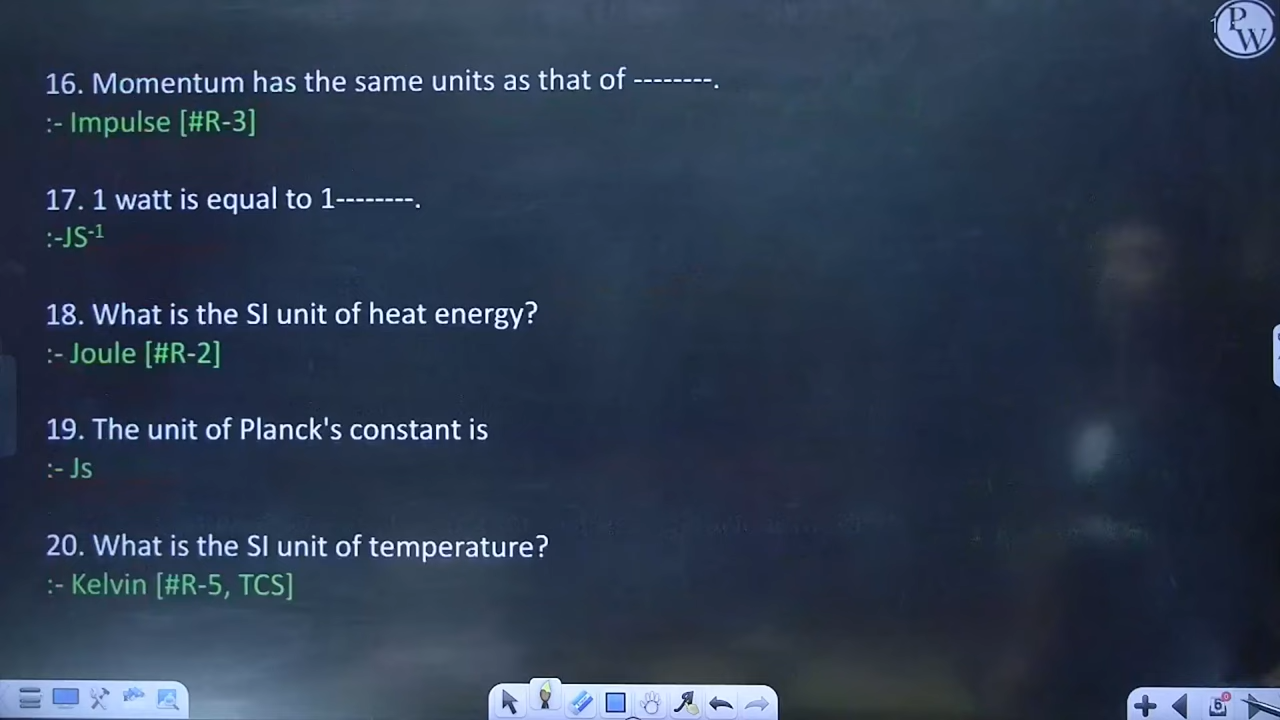 P
W
16. Momentum has the same units as that of --------.
:- Impulse [#R-3]
17. 1 watt is equal to 1--------.
:-JS⁻¹
18. What is the SI unit of heat energy?
:- Joule [#R-2]
19. The unit of Planck's constant is
:- Js
20. What is the SI unit of temperature?
:- Kelvin [#R-5, TCS]